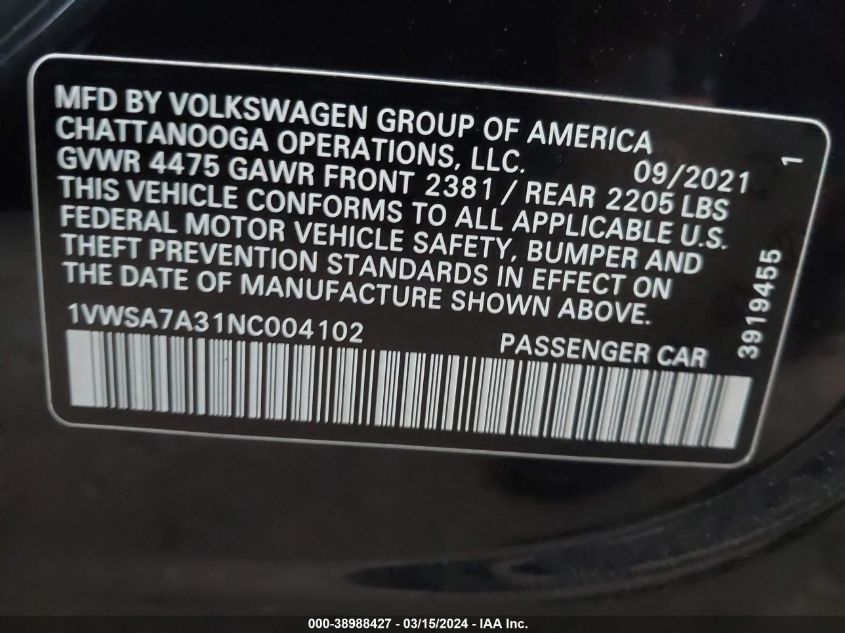 MFD BY VOLKSWAGEN GROUP OF AMERICA
CHATTANOOGA OPERATIONS, LLC. 09/2021 1
GVWR 4475 GAWR FRONT 2381 / REAR 2205 LBS
THIS VEHICLE CONFORMS TO ALL APPLICABLE U.S.
FEDERAL MOTOR VEHICLE SAFETY, BUMPER AND
THEFT PREVENTION STANDARDS IN EFFECT ON
THE DATE OF MANUFACTURE SHOWN ABOVE.
1VWSA7A31NC004102 PASSENGER CAR
3919455
000-38988427 - 03/15/2024 - IAA Inc.